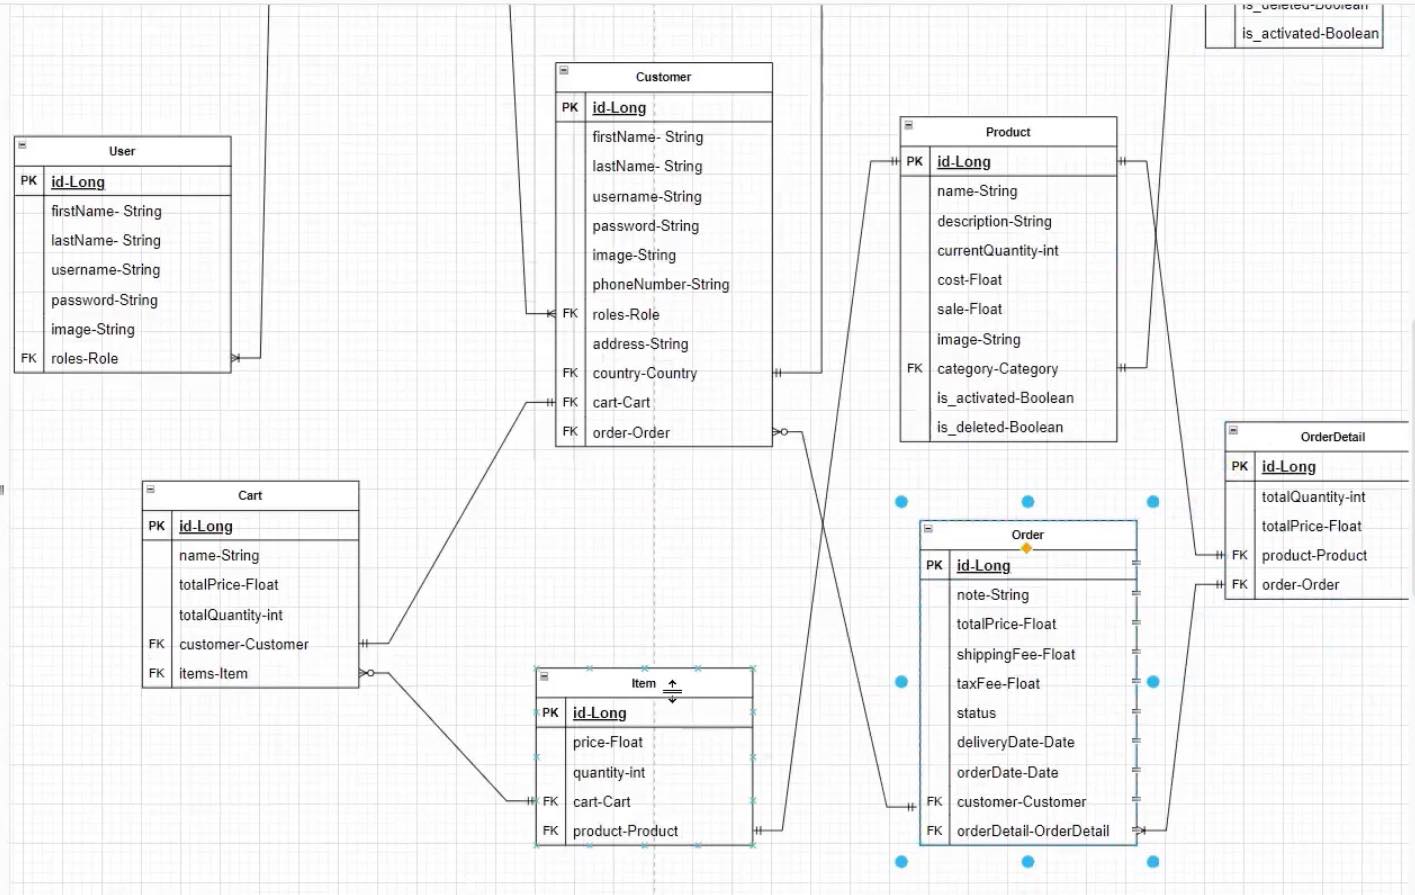 is_deleted-Boolean
is_activated-Boolean
User
PK id-Long
firstName- String
lastName- String
username-String
password-String
image-String
FK roles-Role
Customer
PK id-Long
firstName- String
lastName- String
username-String
password-String
image-String
phoneNumber-String
FK roles-Role
address-String
FK country-Country
FK cart-Cart
FK order-Order
Product
PK id-Long
name-String
description-String
currentQuantity-int
cost-Float
sale-Float
image-String
FK category-Category
is_activated-Boolean
is_deleted-Boolean
OrderDetail
PK id-Long
totalQuantity-int
totalPrice-Float
FK product-Product
FK order-Order
Cart
PK id-Long
name-String
totalPrice-Float
totalQuantity-int
FK customer-Customer
FK items-Item
Item
PK id-Long
price-Float
quantity-int
FK cart-Cart
FK product-Product
Order
PK id-Long
note-String
totalPrice-Float
shippingFee-Float
taxFee-Float
status
deliveryDate-Date
orderDate-Date
FK customer-Customer
FK orderDetail-OrderDetail